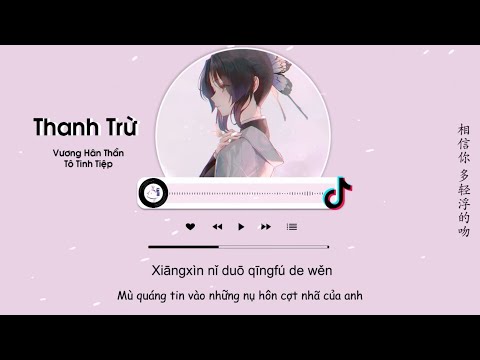 Thanh Trừ
Vương Hân Thần
Tô Tinh Tiệp
相信你 多轻浮的吻
Xiāngxìn nǐ duō qīngfú de wěn
Mù quáng tin vào những nụ hôn cợt nhã của anh